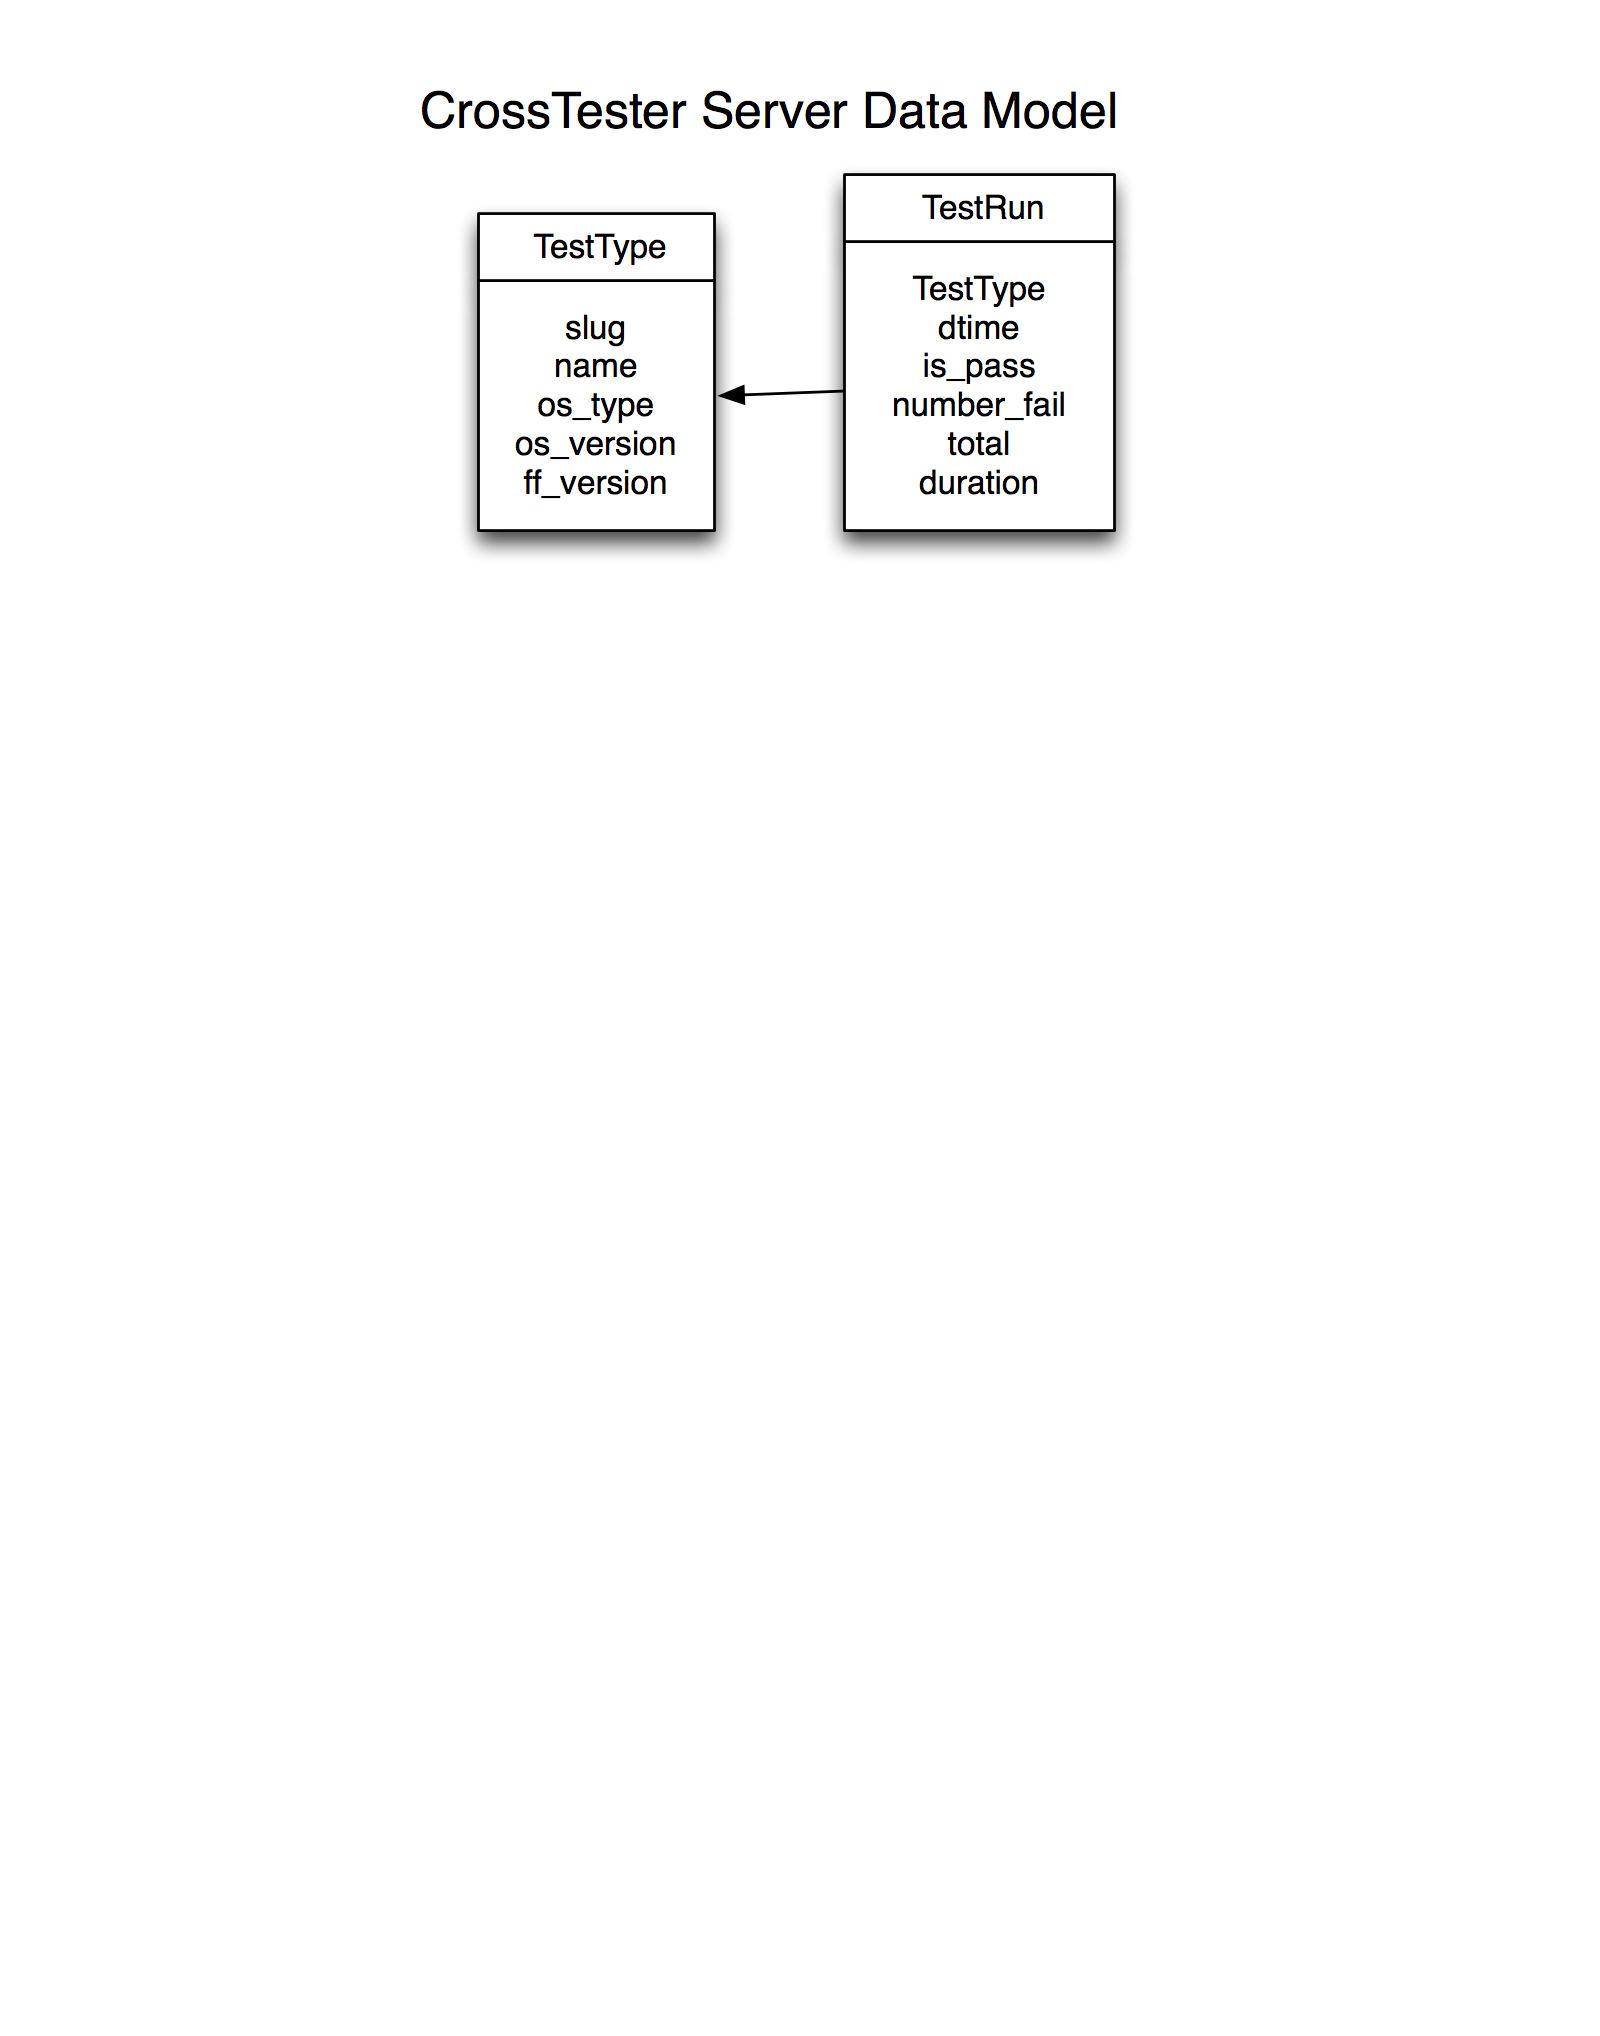 CrossTester Server Data Model
TestType
slug
name
os_type
os_version
ff_version
TestRun
TestType
dtime
is_pass
number_fail
total
duration